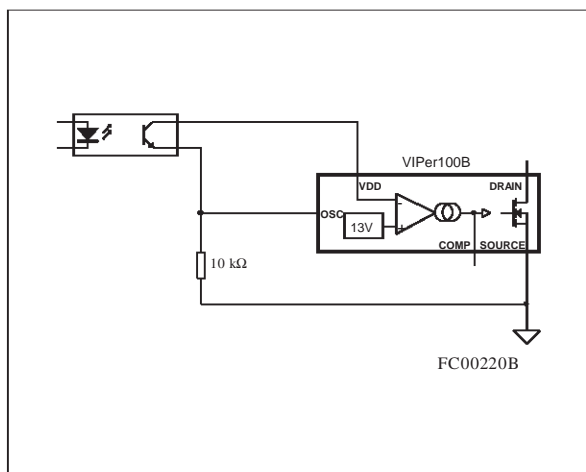 VIPer100B
VDD
DRAIN
OSC
-
13V
+
COMP
SOURCE
10 kΩ
FC00220B